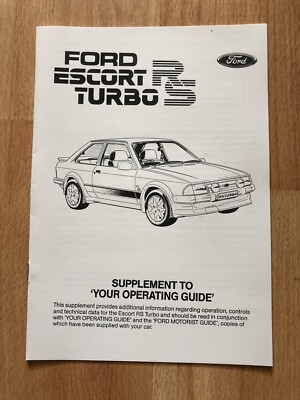 FORD
ESCORT RS
TURBO
Ford
RS TURBO
SUPPLEMENT TO
'YOUR OPERATING GUIDE'
This supplement provides additional information regarding operation, controls
and technical data for the Escort RS Turbo and should be read in conjunction
with 'YOUR OPERATING GUIDE' and the 'FORD MOTORIST GUIDE', copies of
which have been supplied with your car.